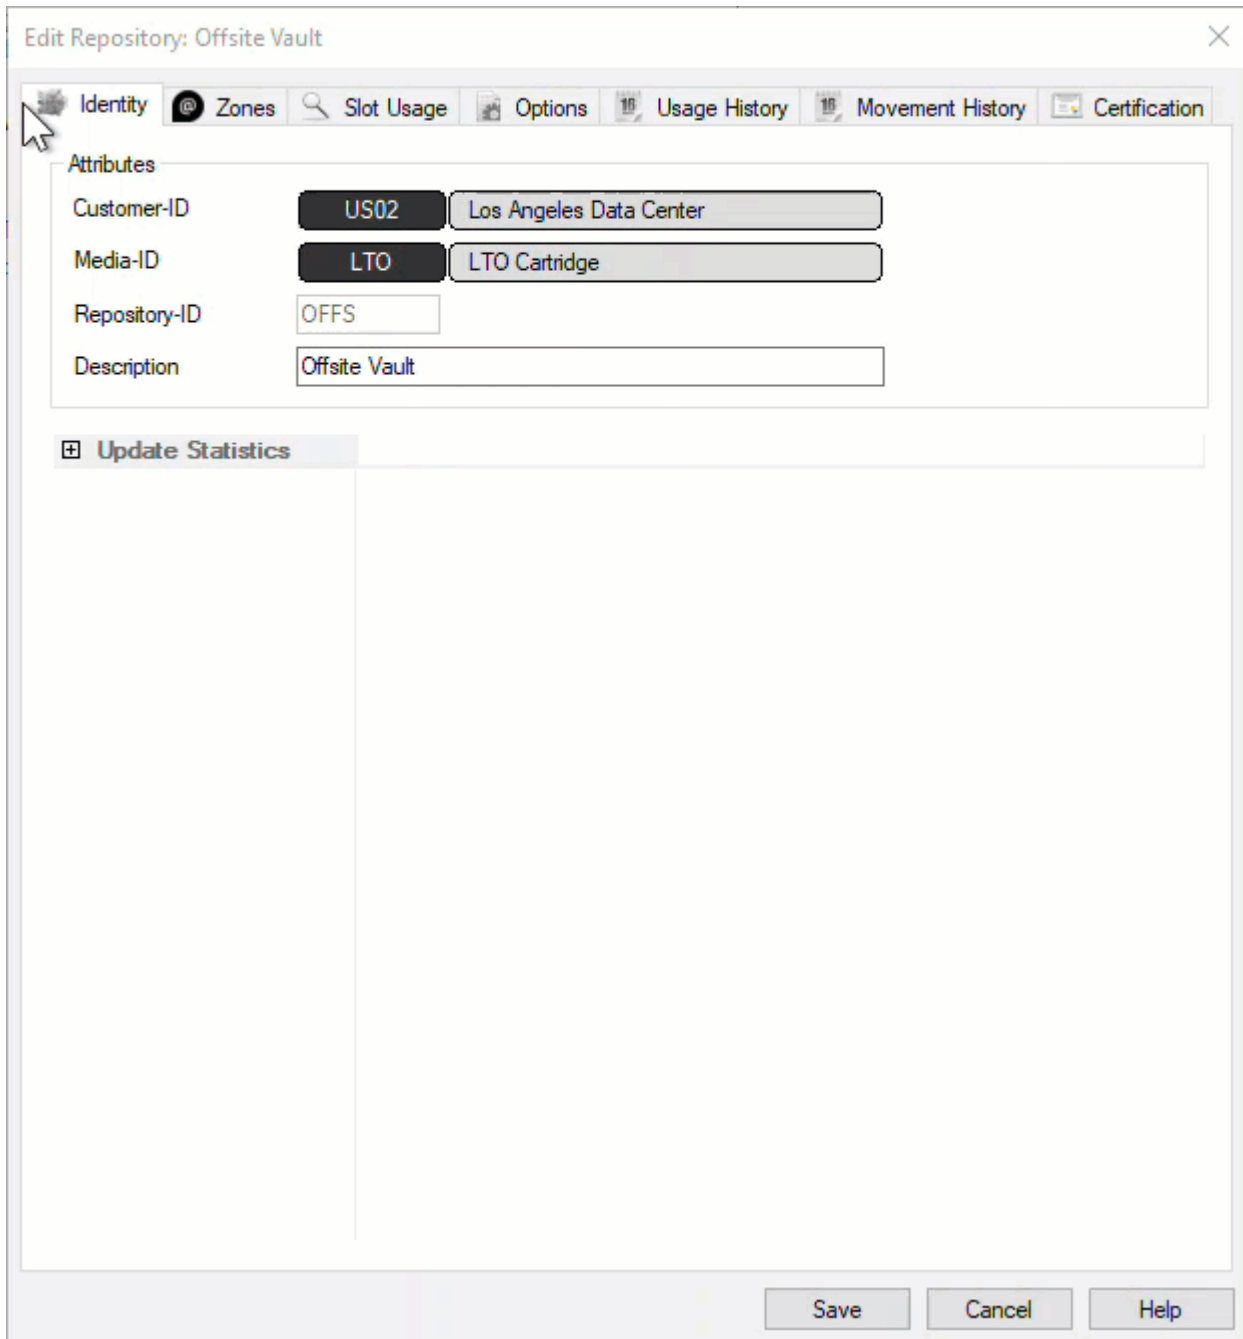 Edit Repository: Offsite Vault
Identity Zones Slot Usage Options Usage History Movement History Certification
Attributes
Customer-ID US02 Los Angeles Data Center
Media-ID LTO LTO Cartridge
Repository-ID OFFS
Description Offsite Vault
Update Statistics
Save Cancel Help